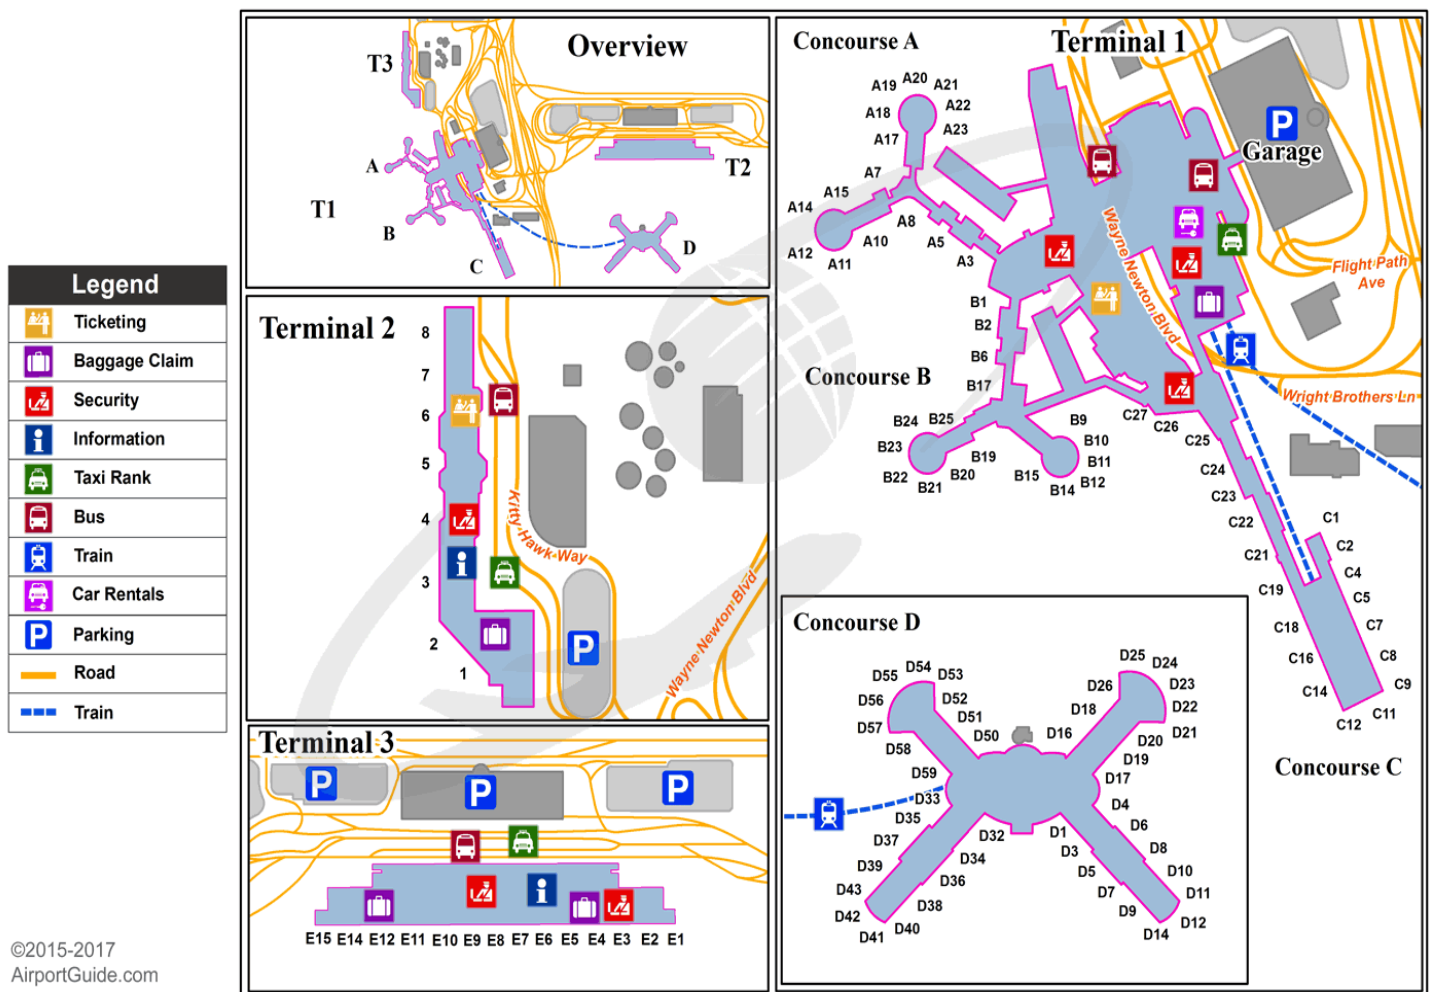 Legend
Ticketing
Baggage Claim
Security
Information
Taxi Rank
Bus
Train
Car Rentals
P
Parking
Road
Train
©2015-2017
AirportGuide.com
Overview
T3
A
T2
T1
B
D
C
Terminal 2
8
7
6
5
4
3
2
1
Kitty Hawk Way
Wayne Newton Blvd
P
Terminal 3
P
P
P
E15 E14 E12 E11 E10 E9 E8 E7 E6 E5 E4 E3 E2 E1
Terminal 1
Concourse A
A20
A19
A21
A18
A22
A17
A23
A7
A15
A14
A8
A12
A10
A11
A5
A3
P
Garage
Wayne Newton Blvd
Flight Path
Ave
Wright Brothers Ln
Concourse B
B1
B2
B6
B17
B24
B25
B23
B22
B21
B20
B19
B9
B10
B11
B12
B14
B15
C27
C26
C25
C24
C23
C22
C21
C19
C18
C16
C14
C12
C11
C9
C8
C7
C5
C4
C2
C1
Concourse C
Concourse D
D55
D54
D53
D56
D52
D57
D51
D50
D58
D59
D33
D35
D37
D39
D43
D42
D41
D40
D38
D36
D34
D32
D25
D24
D26
D23
D18
D22
D16
D21
D20
D19
D17
D4
D6
D8
D10
D11
D12
D14
D9
D7
D5
D3
D1